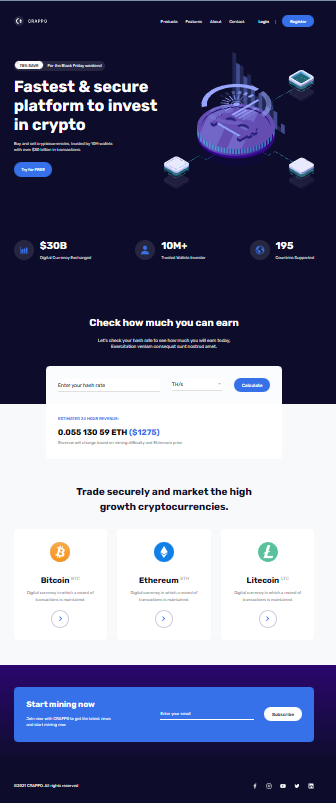 CRAPPO
Products Features About Contact Login | Register
75% SAVE For the Black Friday weekend
Fastest & secure
platform to invest
in crypto
Buy and sell cryptocurrencies, trusted by 10M wallets
with over $30 billion in transactions.
Try for FREE
$30B
Digital Currency Exchanged
10M+
Trusted Wallets Investor
195
Countries Supported
Check how much you can earn
Let's check your hash rate to see how much you will earn today,
Exercitation veniam consequat sunt nostrud amet.
Enter your hash rate
TH/s
Calculate
ESTIMATED 24 HOUR REVENUE:
0.055 130 59 ETH ($1275)
Revenue will change based on mining difficulty and Ethereum price.
Trade securely and market the high
growth cryptocurrencies.
Bitcoin BTC
Digital currency in which a record of
transactions is maintained.
Ethereum ETH
Digital currency in which a record of
transactions is maintained.
Litecoin LTC
Digital currency in which a record of
transactions is maintained.
Start mining now
Join now with CRAPPO to get the latest news
and start mining now
Enter your email
Subscribe
©2021 CRAPPO. All rights reserved